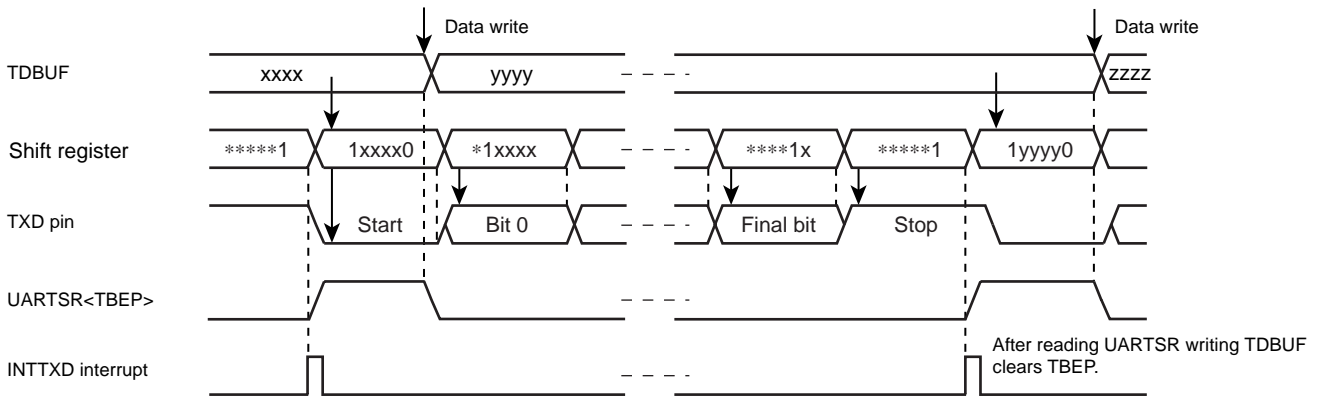 Data write
Data write
TDBUF
xxxx
yyyy
zzzz
Shift register
*****1
1xxxx0
*1xxxx
****1x
*****1
1yyyy0
TXD pin
Start
Bit 0
Final bit
Stop
UARTSR<TBEP>
After reading UARTSR writing TDBUF
clears TBEP.
INTTXD interrupt